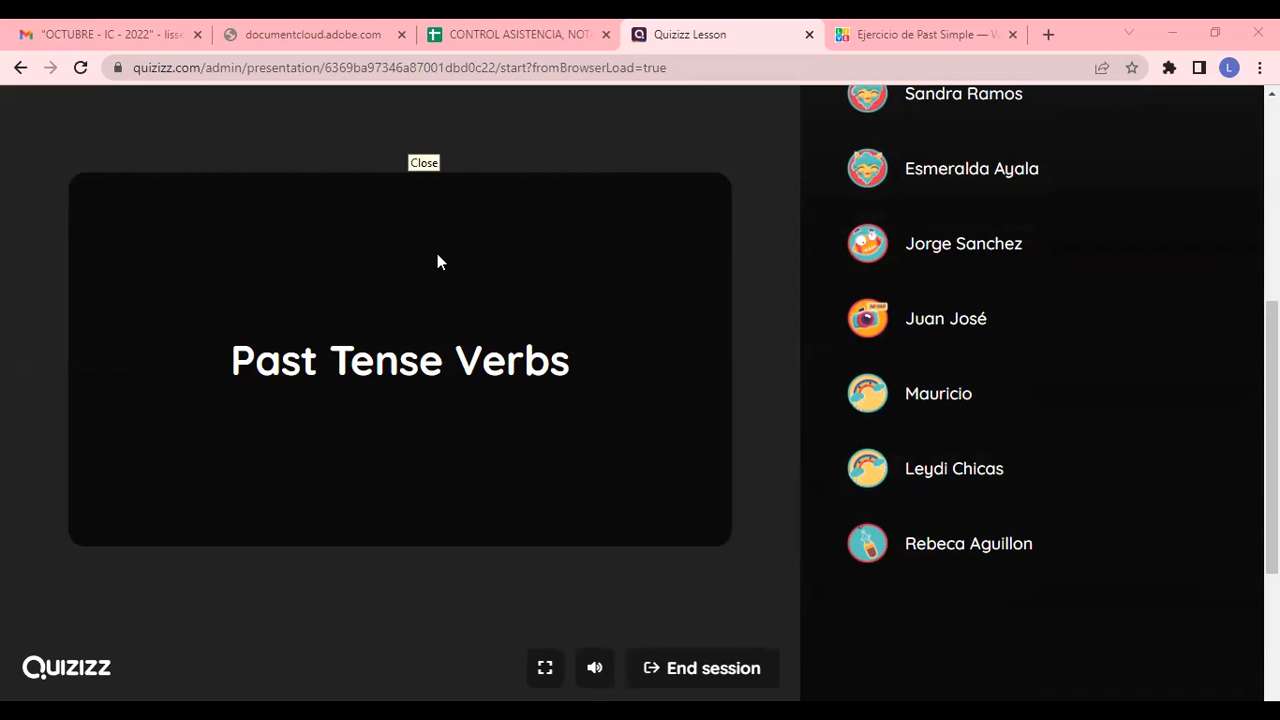 "OCTUBRE - IC - 2022" - lisse
documentcloud.adobe.com
CONTROL ASISTENCIA, NOT
Quizizz Lesson
Ejercicio de Past Simple — W
quizizz.com/admin/presentation/6369ba97346a87001dbd0c22/start?fromBrowserLoad=true
L
Sandra Ramos
Close
Esmeralda Ayala
Jorge Sanchez
Juan José
Past Tense Verbs
Mauricio
Leydi Chicas
Rebeca Aguillon
QUIZIZZ
End session